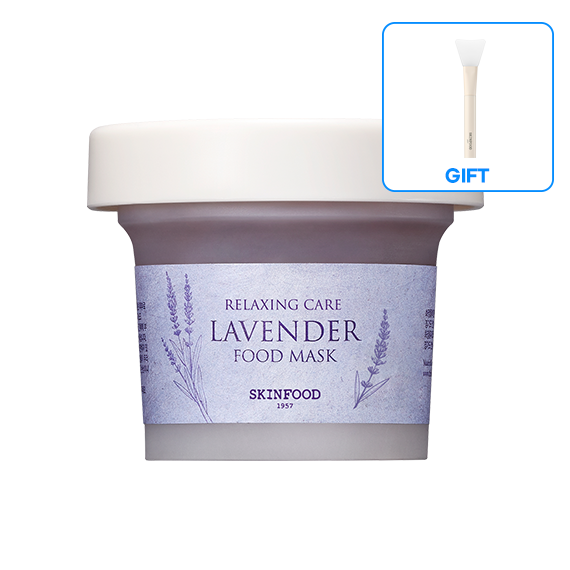 GIFT
RELAXING CARE
LAVENDER
FOOD MASK
SKINFOOD
1957